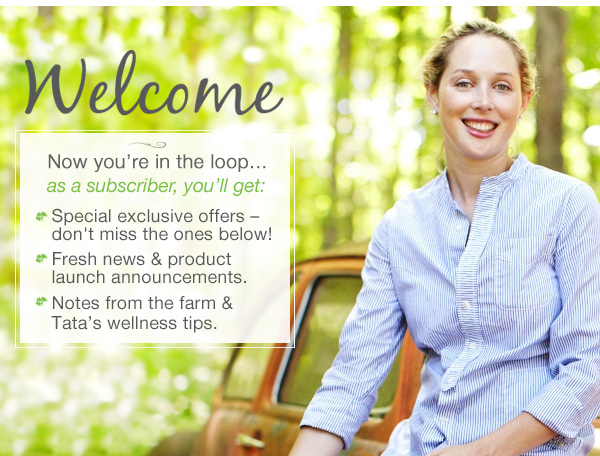 Welcome
Now you're in the loop...
as a subscriber, you'll get:
Special exclusive offers –
don't miss the ones below!
Fresh news & product
launch announcements.
Notes from the farm &
Tata's wellness tips.